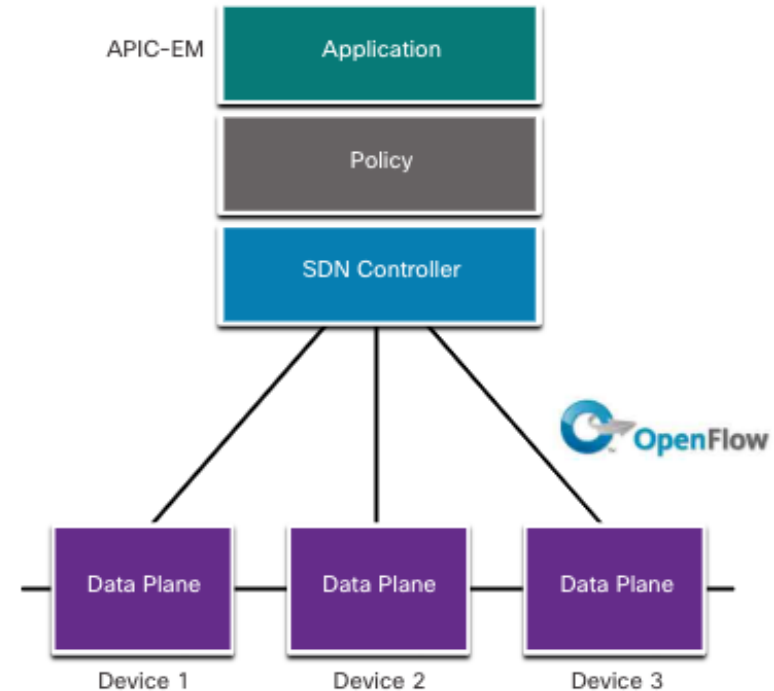 APIC-EM
Application
Policy
SDN Controller
OpenFlow
Data Plane
Data Plane
Data Plane
Device 1
Device 2
Device 3